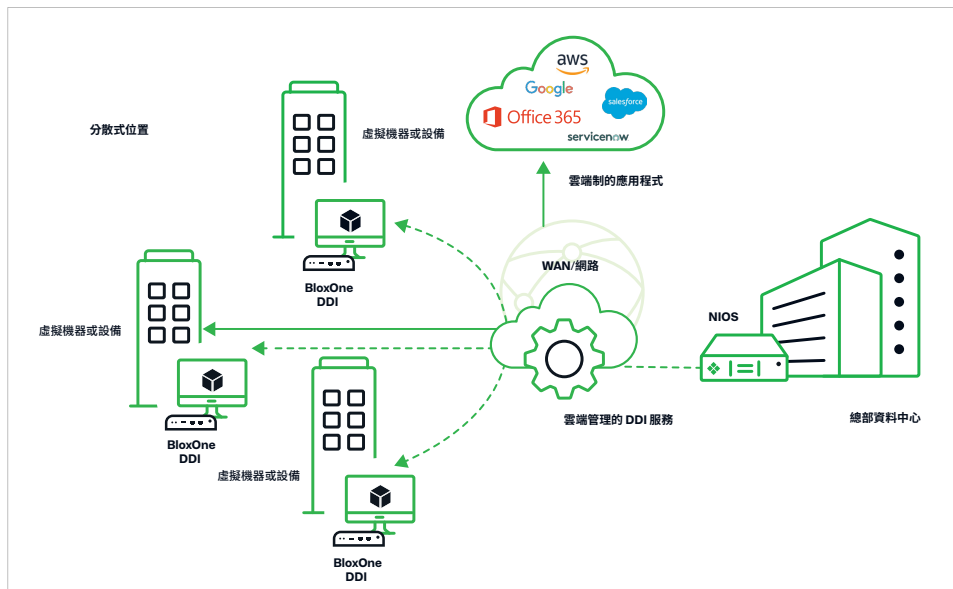 aws
Google
salesforce
Office 365
servicenow
分散式位置
虛擬機器或設備
雲端制的應用程式
WAN/網路
BloxOne
DDI
NIOS
虛擬機器或設備
雲端管理的 DDI 服務
總部資料中心
BloxOne
DDI
虛擬機器或設備
BloxOne
DDI